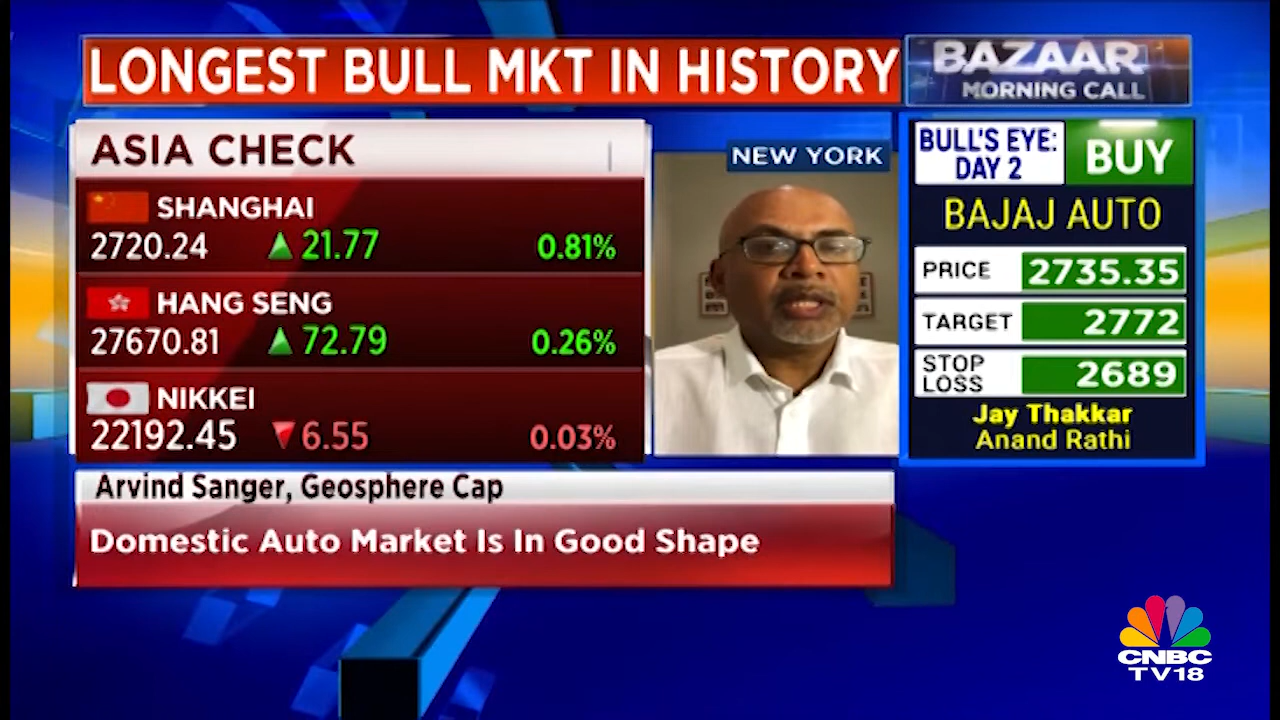 LONGEST BULL MKT IN HISTORY
BAZAAR
MORNING CALL
ASIA CHECK
SHANGHAI
2720.24 ▲ 21.77 0.81%
HANG SENG
27670.81 ▲ 72.79 0.26%
NIKKEI
22192.45 ▼ 6.55 0.03%
NEW YORK
BULL'S EYE:
DAY 2
BUY
BAJAJ AUTO
PRICE 2735.35
TARGET 2772
STOP
LOSS
2689
Jay Thakkar
Anand Rathi
Arvind Sanger, Geosphere Cap
Domestic Auto Market Is In Good Shape
CNBC
TV18